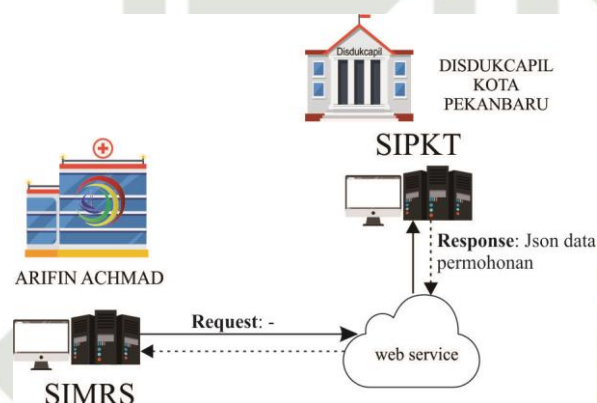 Disdukcapil
DISDUKCAPIL
KOTA
PEKANBARU
SIPKT
ARIFIN ACHMAD
Response: Json data
permohonan
Request: -
web service
SIMRS